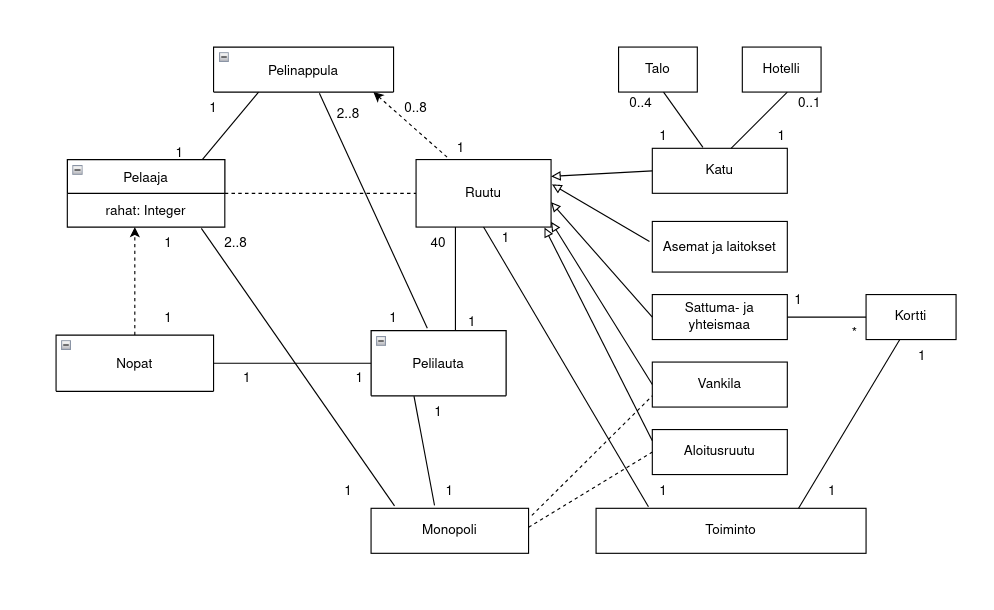 Pelinappula
Talo
Hotelli
1
2..8
0..8
0..4
0..1
1
1
1
1
Pelaaja
rahat: Integer
Ruutu
Katu
1
2..8
40
1
Asemat ja laitokset
1
1
1
Sattuma- ja
yhteismaa
1
*
Kortti
Nopat
1
1
Pelilauta
1
Vankila
1
Aloitusruutu
1
1
1
1
Monopoli
Toiminto